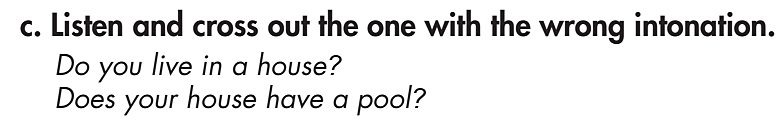 c. Listen and cross out the one with the wrong intonation.
Do you live in a house?
Does your house have a pool?